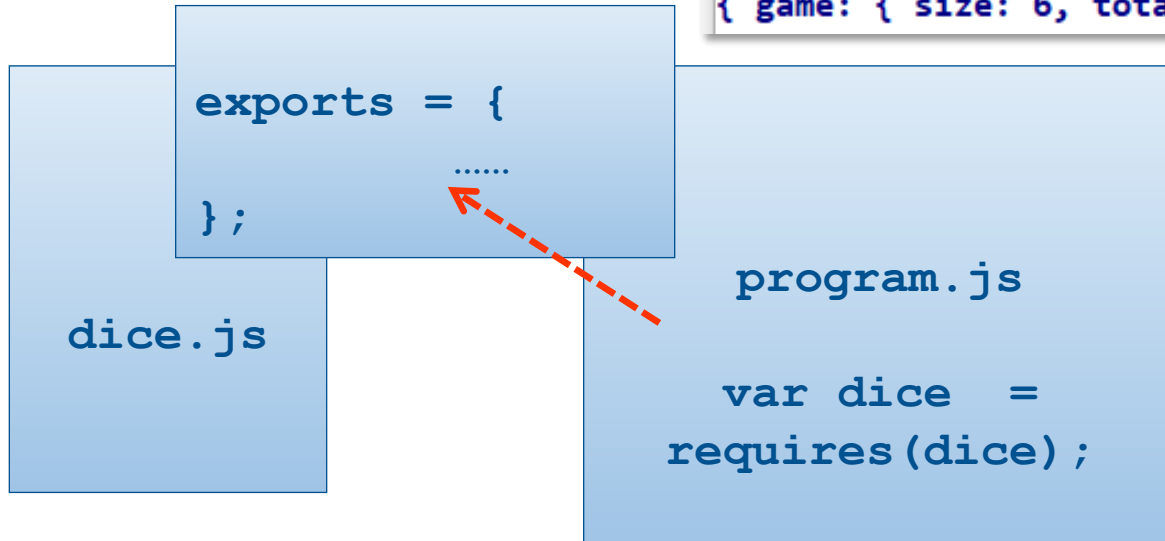 { game: { size: 6,
exports = {
......
};
dice.js
program.js
var dice =
requires(dice);